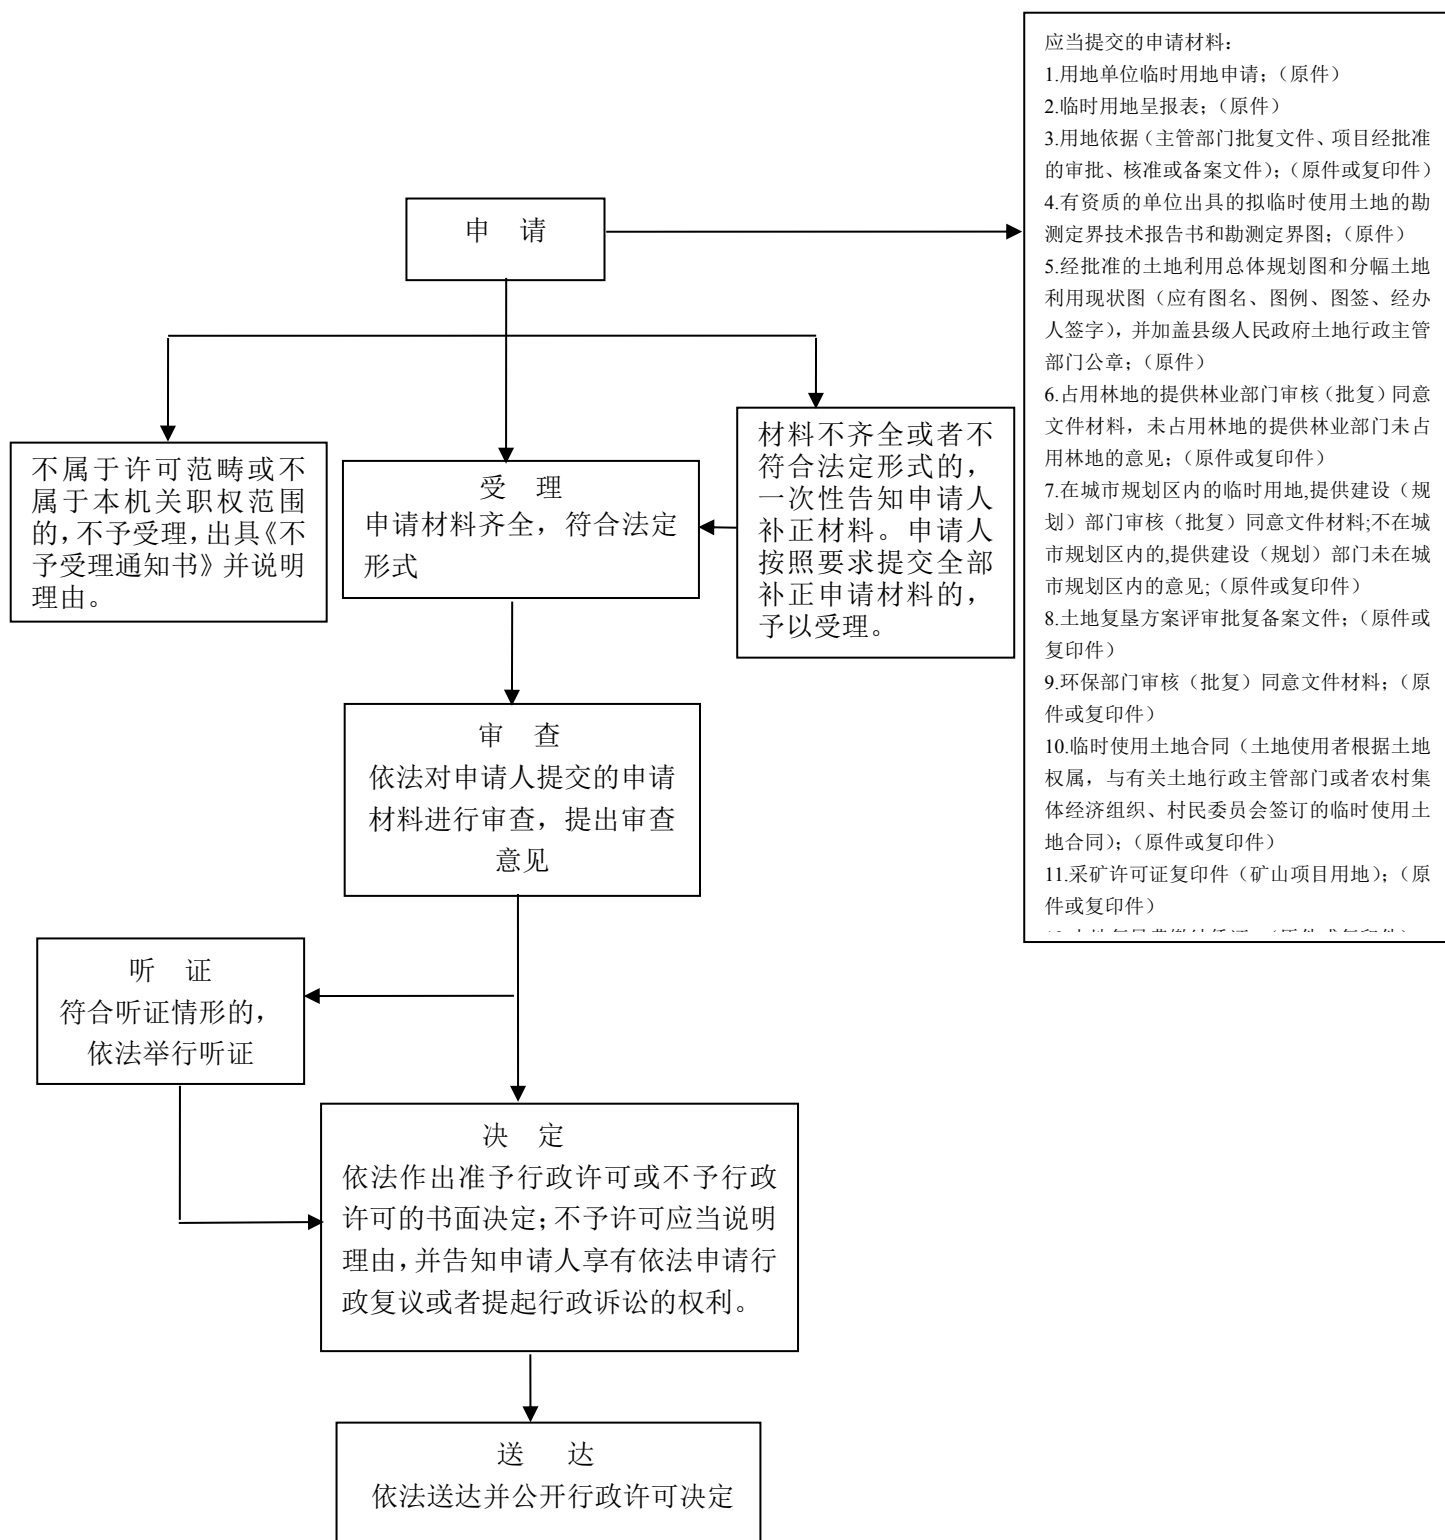 应当提交的申请材料：
1.用地单位临时用地申请；（原件）
2.临时用地呈报表；（原件）
3.用地依据（主管部门批复文件、项目经批准
的审批、核准或备案文件）；（原件或复印件）
4.有资质的单位出具的拟临时使用土地的勘
测定界技术报告书和勘测定界图；（原件）
5.经批准的土地利用总体规划图和分幅土地
利用现状图（应有图名、图例、图签、经办
人签字），并加盖县级人民政府土地行政主管
部门公章；（原件）
6.占用林地的提供林业部门审核（批复）同意
文件材料，未占用林地的提供林业部门未占
用林地的意见；（原件或复印件）
7.在城市规划区内的临时用地,提供建设（规
划）部门审核（批复）同意文件材料;不在城
市规划区内的,提供建设（规划）部门未在城
市规划区内的意见;（原件或复印件）
8.土地复垦方案评审批复备案文件；（原件或
复印件）
9.环保部门审核（批复）同意文件材料；（原
件或复印件）
10.临时使用土地合同（土地使用者根据土地
权属，与有关土地行政主管部门或者农村集
体经济组织、村民委员会签订的临时使用土
地合同）；（原件或复印件）
11.采矿许可证复印件（矿山项目用地）；（原
件或复印件）
申 请
不属于许可范畴或不
属于本机关职权范围
的，不予受理，出具《不
予受理通知书》并说明
理由。
受 理
申请材料齐全，符合法定
形式
材料不齐全或者不
符合法定形式的，
一次性告知申请人
补正材料。申请人
按照要求提交全部
补正申请材料的，
予以受理。
审 查
依法对申请人提交的申请
材料进行审查，提出审查
意见
听 证
符合听证情形的，
依法举行听证
决 定
依法作出准予行政许可或不予行政
许可的书面决定；不予许可应当说明
理由，并告知申请人享有依法申请行
政复议或者提起行政诉讼的权利。
送 达
依法送达并公开行政许可决定